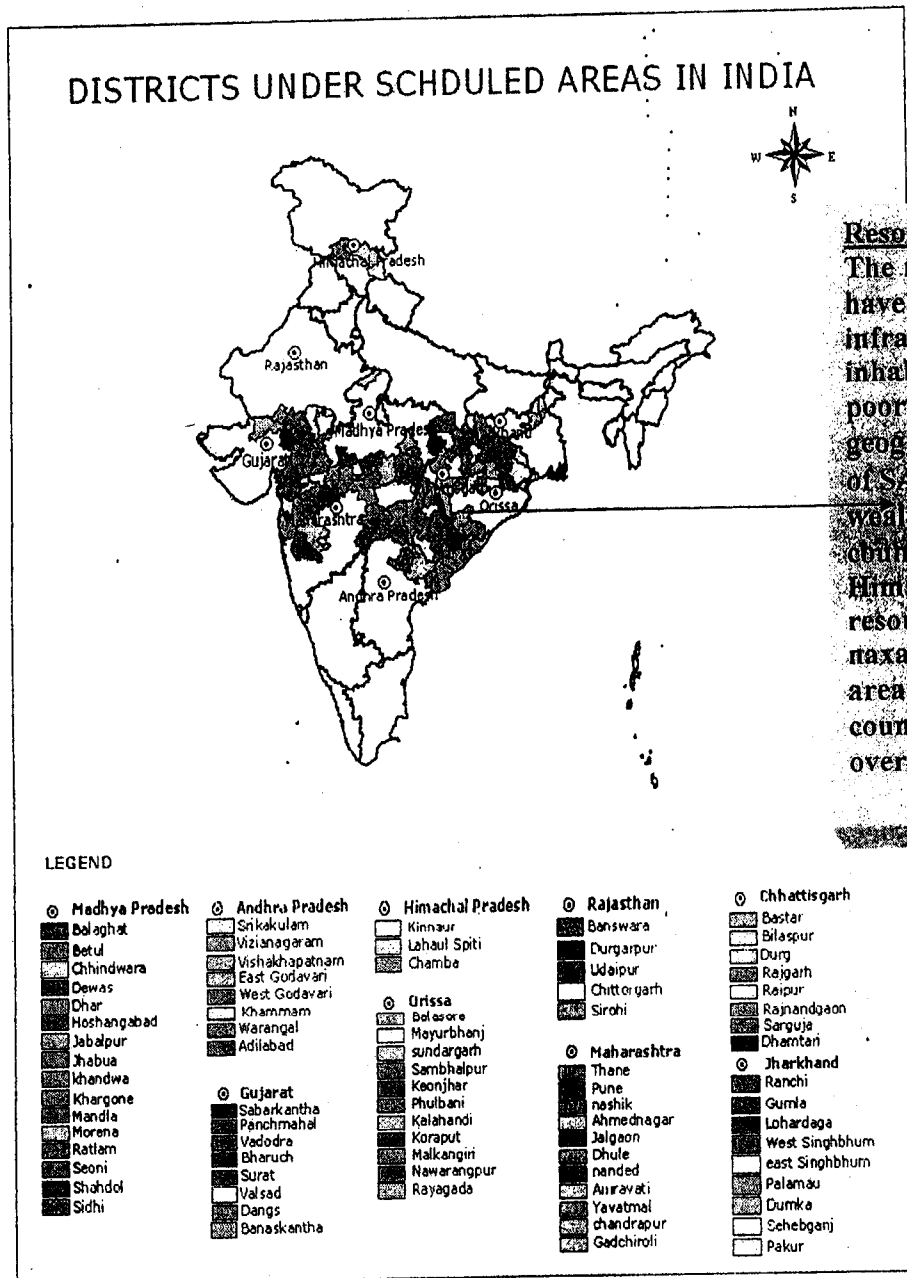 DISTRICTS UNDER SCHDULED AREAS IN INDIA
N
W E
S
Himachal Pradesh
Rajasthan
Madhya Pradesh
Gujarat
Orissa
Maharashtra
Andhra Pradesh
The
have
infra
inhal
poor
geog
of SA
weal
coun
Him
resou
naxa
area
coun
over
LEGEND
Madhya Pradesh
Balaghat
Betul
Chhindwara
Dewas
Dhar
Hoshangabad
Jabalpur
Jhabua
khandwa
Khargone
Mandla
Morena
Ratlam
Seoni
Shahdol
Sidhi
Andhra Pradesh
Srikakulam
Vizianagaram
Vishakhapatnam
East Godavari
West Godavari
Khammam
Warangal
Adilabad
Gujarat
Sabarkantha
Panchmahal
Vadodra
Bharuch
Surat
Valsad
Dangs
Banaskantha
Himachal Pradesh
Kinnaur
Lahaul Spiti
Chamba
Orissa
Balasore
Mayurbhanj
sundargarh
Sambhalpur
Keonjhar
Phulbani
Kalahandi
Koraput
Malkangiri
Nawarangpur
Rayagada
Rajasthan
Banswara
Durgarpur
Udaipur
Chittorgarh
Sirohi
Maharashtra
Thane
Pune
nashik
Ahmednagar
Jalgaon
Dhule
nanded
Amravati
Yavatmal
chandrapur
Gadchiroli
Chhattisgarh
Bastar
Bilaspur
Durg
Rajgarh
Raipur
Rajnandgaon
Sarguja
Dhamtari
Jharkhand
Ranchi
Gumla
Lohardaga
West Singhbhum
east Singhbhum
Palamau
Dumka
Sehebganj
Pakur